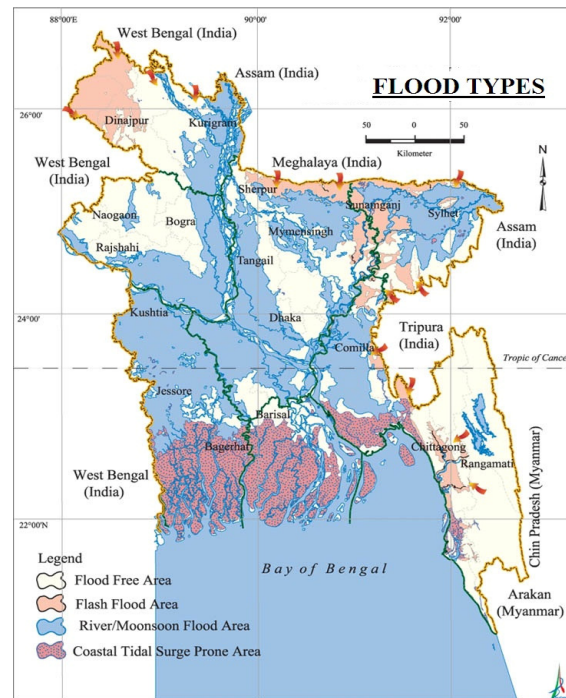 88°00'E
90°00'
92°00'
West Bengal (India)
Assam (India)
FLOOD TYPES
26°00'
Dinajpur
Kurigram
50
0
50
Kilometer
N
West Bengal
(India)
Meghalaya (India)
Sherpur
Sunamganj
Sylhet
Assam
(India)
Naogaon
Bogra
Mymensingh
Rajshahi
Tangail
24°00'
Kushtia
Dhaka
Tripura
(India)
Comilla
Tropic of Cance
Jessore
Barisal
Bagerhat
Chittagong
Rangamati
West Bengal
(India)
Chin Pradesh (Myanmar)
22°00'N
Bay of Bengal
Arakan
(Myanmar)
Legend
Flood Free Area
Flash Flood Area
River/Moonsoon Flood Area
Coastal Tidal Surge Prone Area